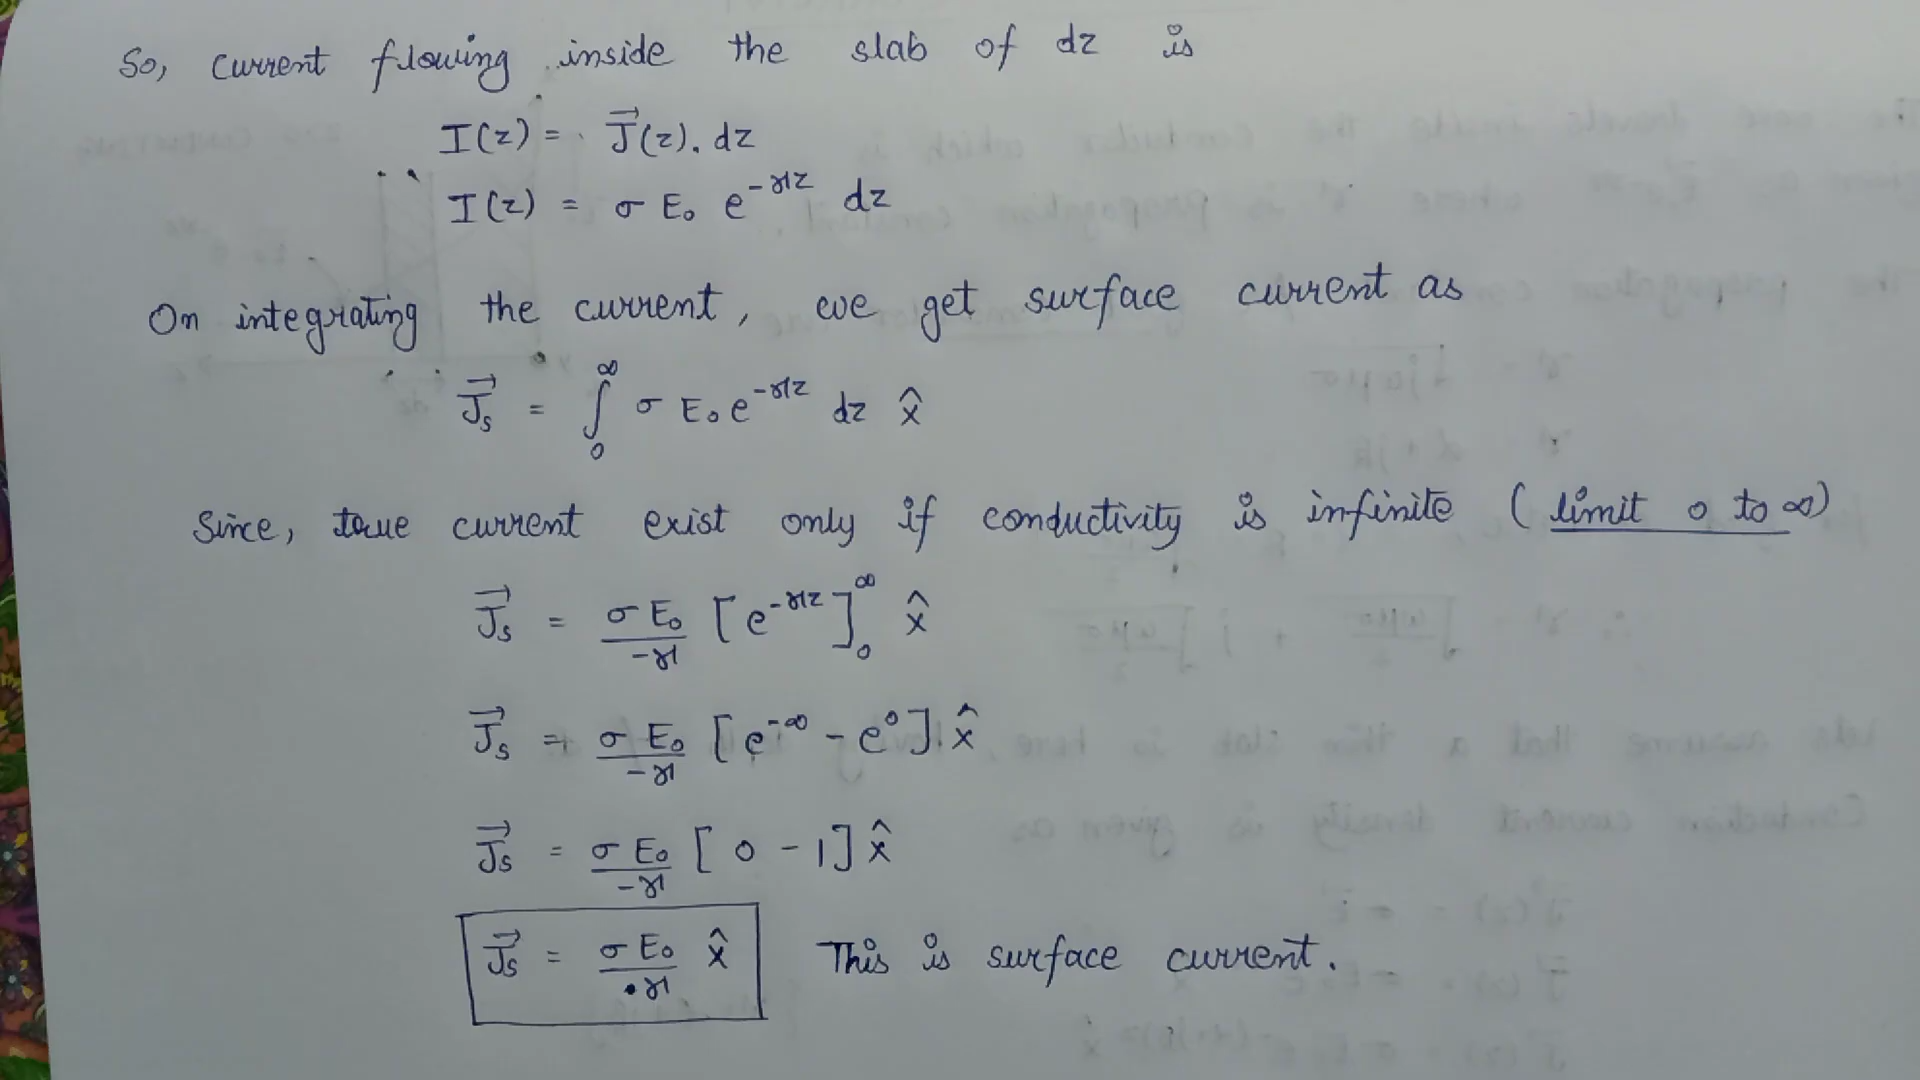 So, current flowing inside the slab of dz is
I(z) = J⃗(z). dz
I(z) = σ E₀ e^{-γz} dz
On integrating the current, we get surface current as
J⃗ₛ = ∫₀^∞ σ E₀ e^{-γz} dz x̂
Since, true current exist only if conductivity is infinite (limit 0 to ∞)
J⃗ₛ = σ E₀ / -γ [e^{-γz}]₀^∞ x̂
J⃗ₛ = σ E₀ / -γ [e^{-∞} - e⁰] x̂
J⃗ₛ = σ E₀ / -γ [0 - 1] x̂
J⃗ₛ = σ E₀ / γ x̂ This is surface current.